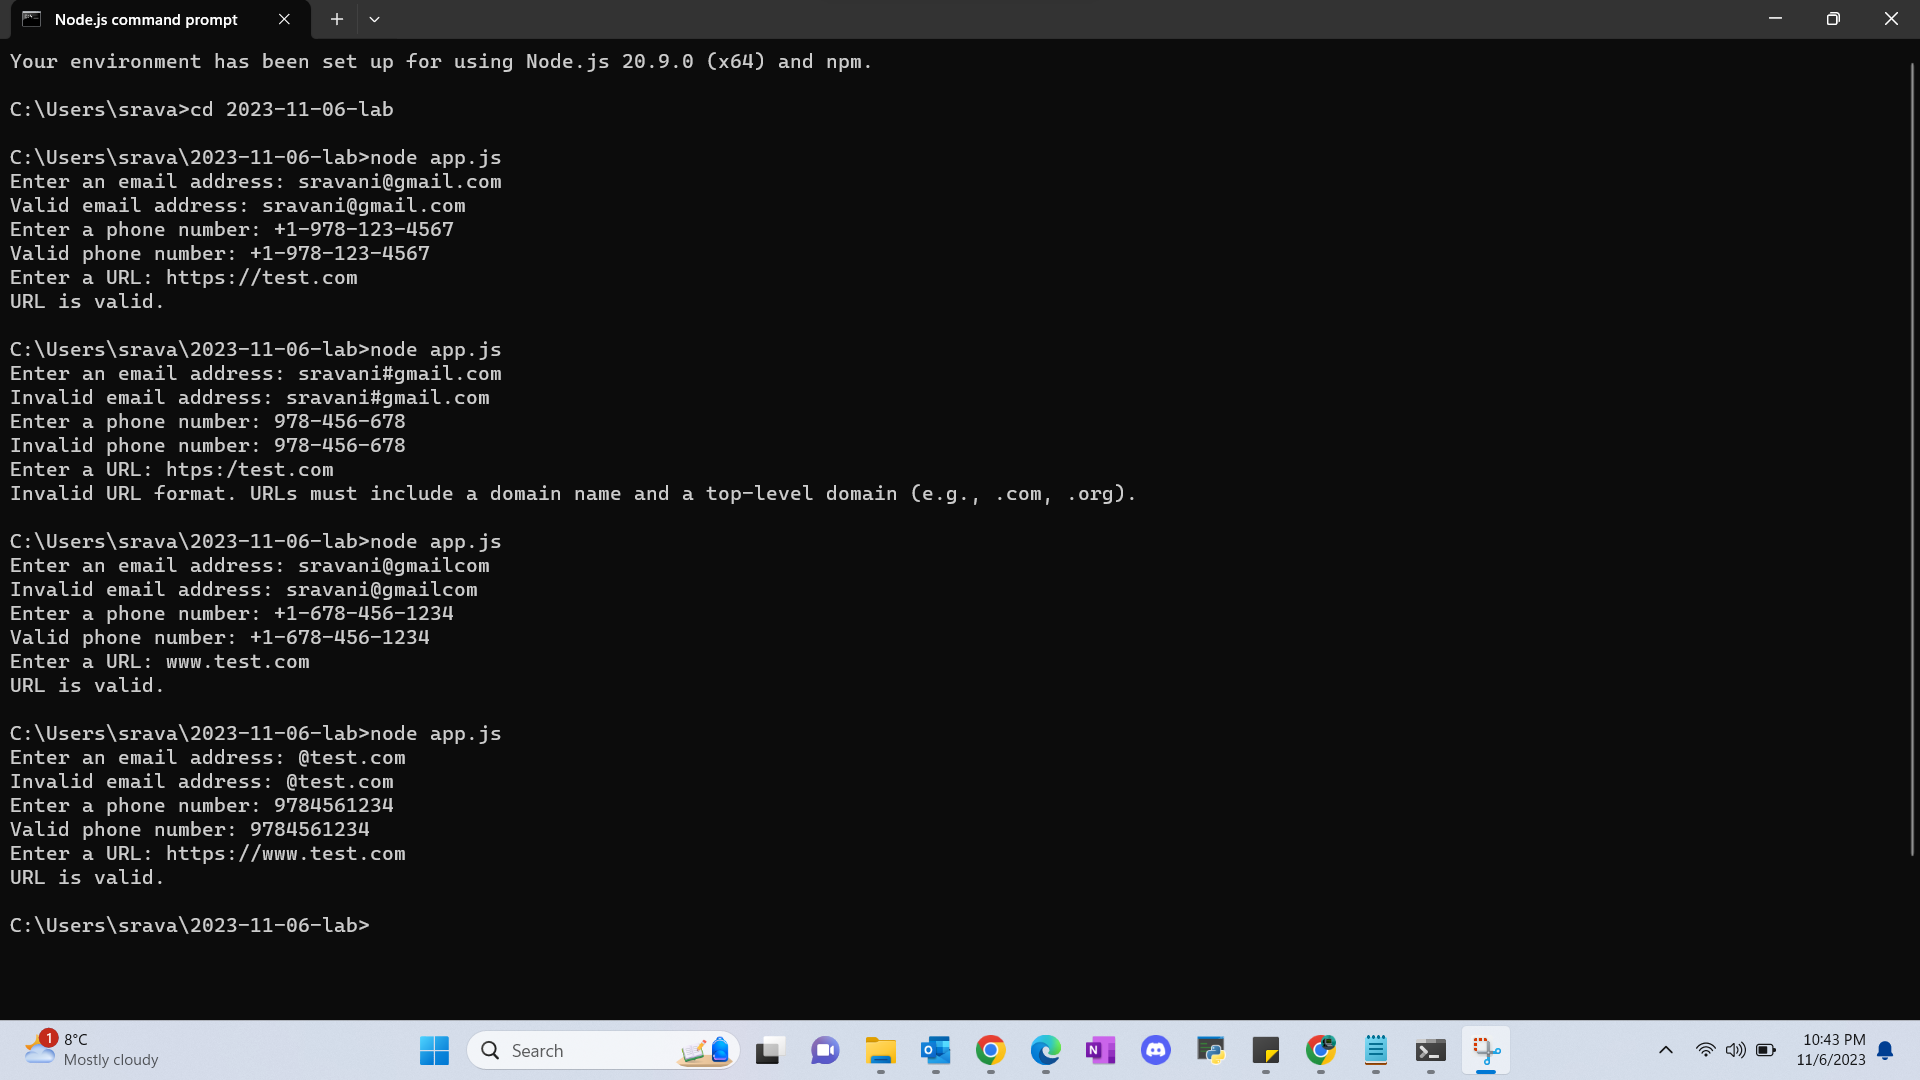 Node.js command prompt
Your environment has been set up for using Node.js 20.9.0 (x64) and npm.
C:\Users\srava>cd 2023-11-06-lab
C:\Users\srava\2023-11-06-lab>node app.js
Enter an email address: sravani@gmail.com
Valid email address: sravani@gmail.com
Enter a phone number: +1-978-123-4567
Valid phone number: +1-978-123-4567
Enter a URL: https://test.com
URL is valid.
C:\Users\srava\2023-11-06-lab>node app.js
Enter an email address: sravani#gmail.com
Invalid email address: sravani#gmail.com
Enter a phone number: 978-456-678
Invalid phone number: 978-456-678
Enter a URL: htps:/test.com
Invalid URL format. URLs must include a domain name and a top-level domain (e.g., .com, .org).
C:\Users\srava\2023-11-06-lab>node app.js
Enter an email address: sravani@gmailcom
Invalid email address: sravani@gmailcom
Enter a phone number: +1-678-456-1234
Valid phone number: +1-678-456-1234
Enter a URL: www.test.com
URL is valid.
C:\Users\srava\2023-11-06-lab>node app.js
Enter an email address: @test.com
Invalid email address: @test.com
Enter a phone number: 9784561234
Valid phone number: 9784561234
Enter a URL: https://www.test.com
URL is valid.
C:\Users\srava\2023-11-06-lab>
1
8°C
Mostly cloudy
Search
10:43 PM
11/6/2023